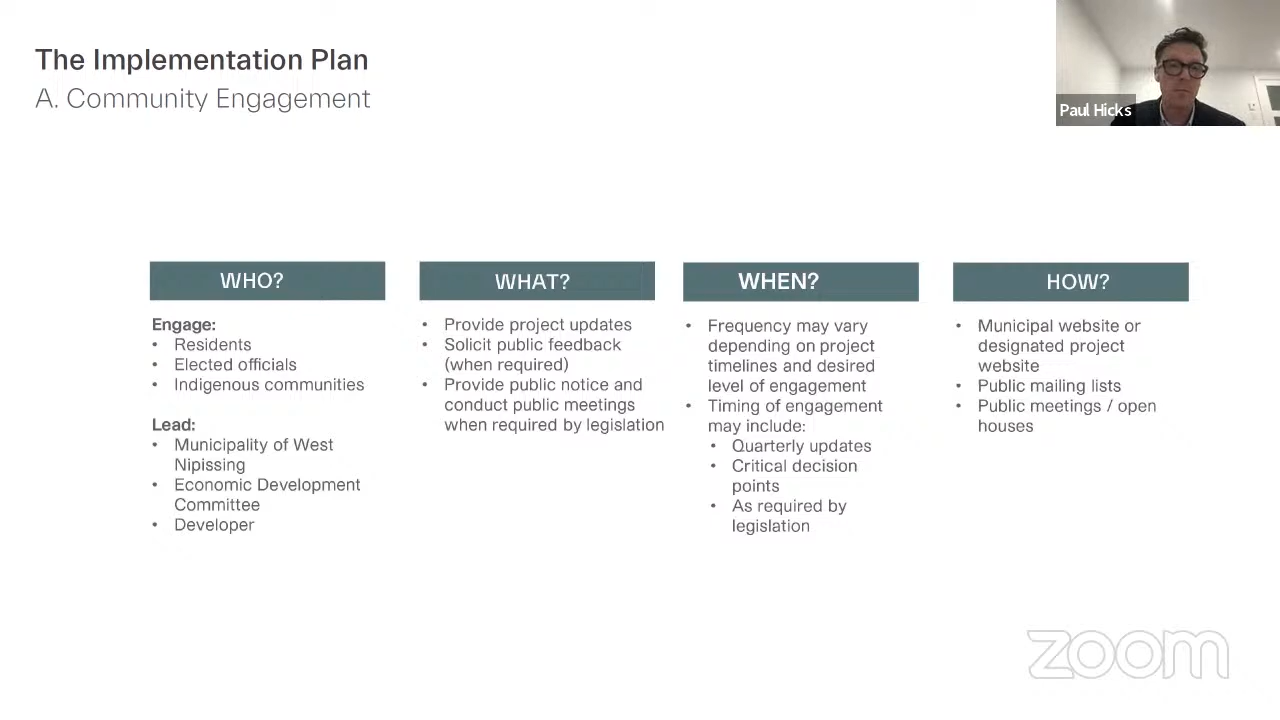 The Implementation Plan
A. Community Engagement
Paul Hicks
WHO?
Engage:
• Residents
• Elected officials
• Indigenous communities
Lead:
• Municipality of West
Nipissing
• Economic Development
Committee
• Developer
WHAT?
• Provide project updates
• Solicit public feedback
(when required)
• Provide public notice and
conduct public meetings
when required by legislation
WHEN?
• Frequency may vary
depending on project
timelines and desired
level of engagement
• Timing of engagement
may include:
• Quarterly updates
• Critical decision
points
• As required by
legislation
HOW?
• Municipal website or
designated project
website
• Public mailing lists
• Public meetings / open
houses
zoom